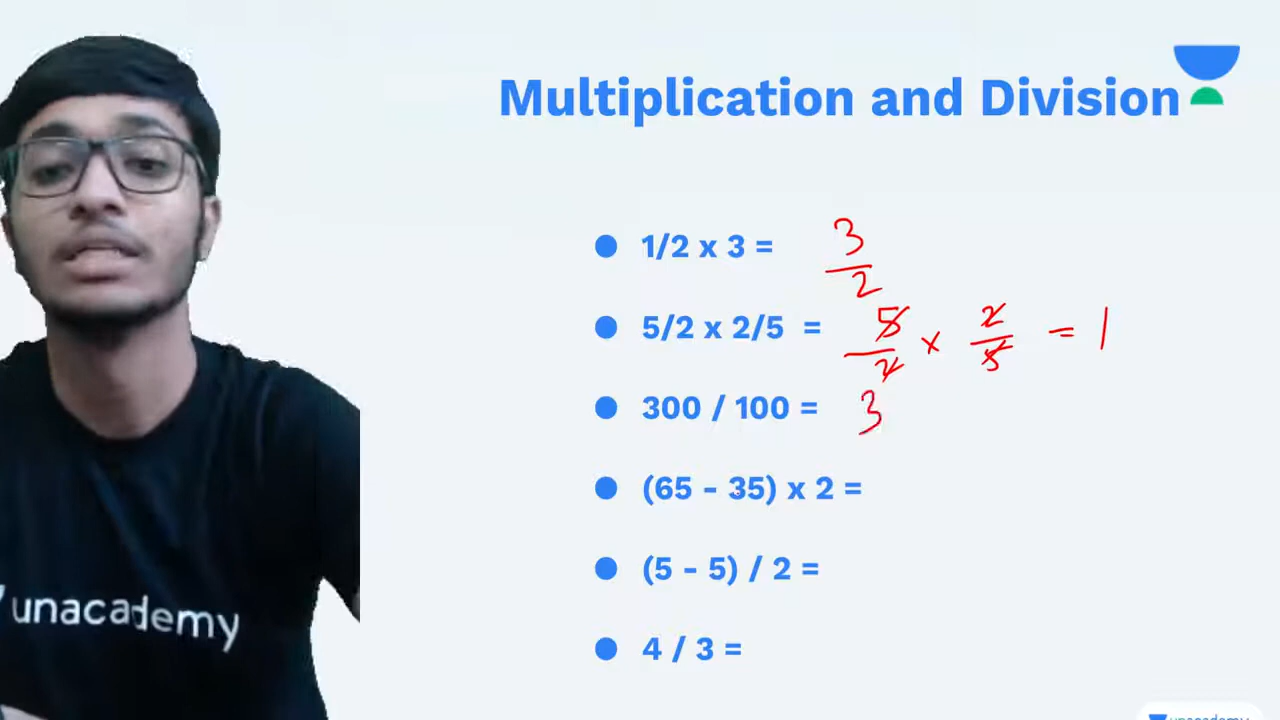 Multiplication and Division
1/2 x 3 = 3/2
5/2 x 2/5 = 5/2 x 2/5 = 1
300 / 100 = 3
(65 - 35) x 2 =
(5 - 5) / 2 =
4 / 3 =
unacademy
unacademy